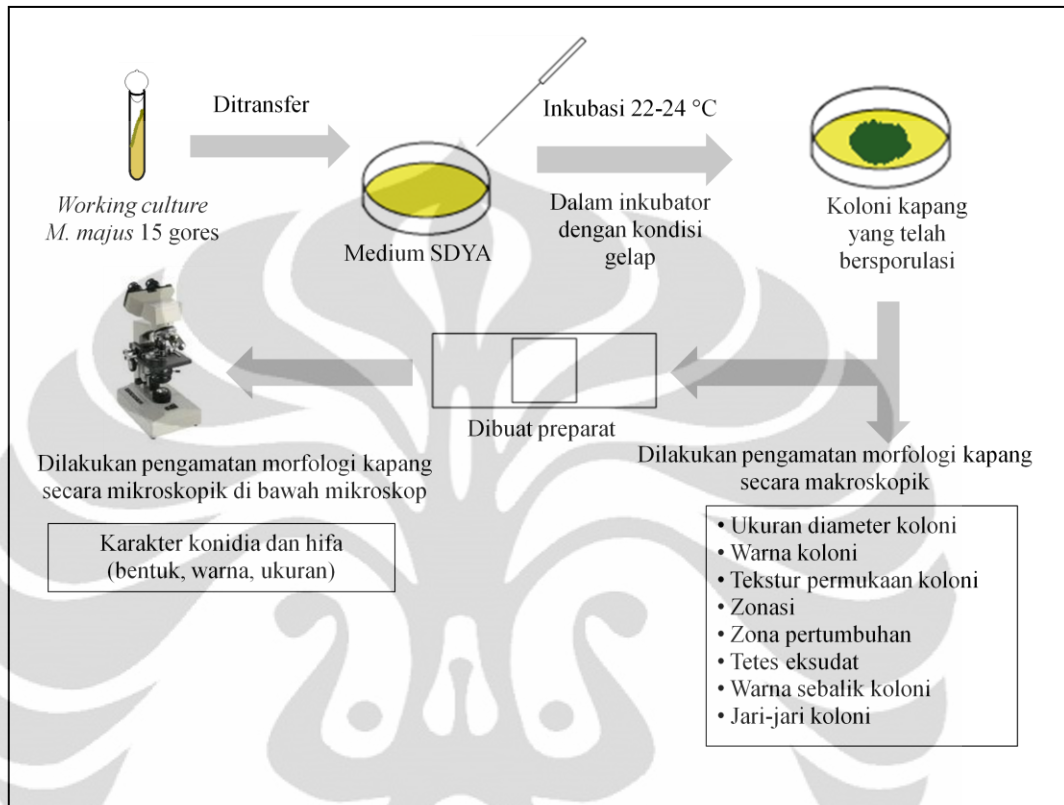 Ditransfer
Working culture
M. majus 15 gores
Medium SDYA
Inkubasi 22-24 °C
Dalam inkubator
dengan kondisi
gelap
Koloni kapang
yang telah
bersporulasi
Dibuat preparat
Dilakukan pengamatan morfologi kapang
secara mikroskopik di bawah mikroskop
Karakter konidia dan hifa
(bentuk, warna, ukuran)
Dilakukan pengamatan morfologi kapang
secara makroskopik
• Ukuran diameter koloni
• Warna koloni
• Tekstur permukaan koloni
• Zonasi
• Zona pertumbuhan
• Tetes eksudat
• Warna sebalik koloni
• Jari-jari koloni